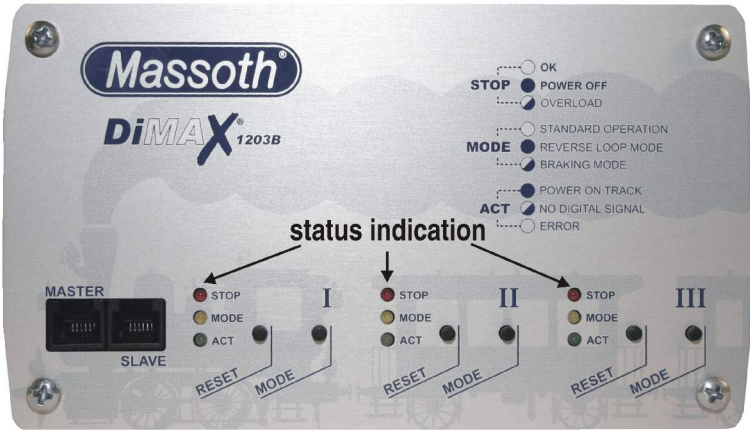 Massoth®
DiMAX® 1203B
STOP
OK
POWER OFF
OVERLOAD
MODE
STANDARD OPERATION
REVERSE LOOP MODE
BRAKING MODE
ACT
POWER ON TRACK
NO DIGITAL SIGNAL
ERROR
status indication
MASTER
SLAVE
STOP
MODE
ACT
I
RESET
MODE
STOP
MODE
ACT
II
RESET
MODE
STOP
MODE
ACT
III
RESET
MODE